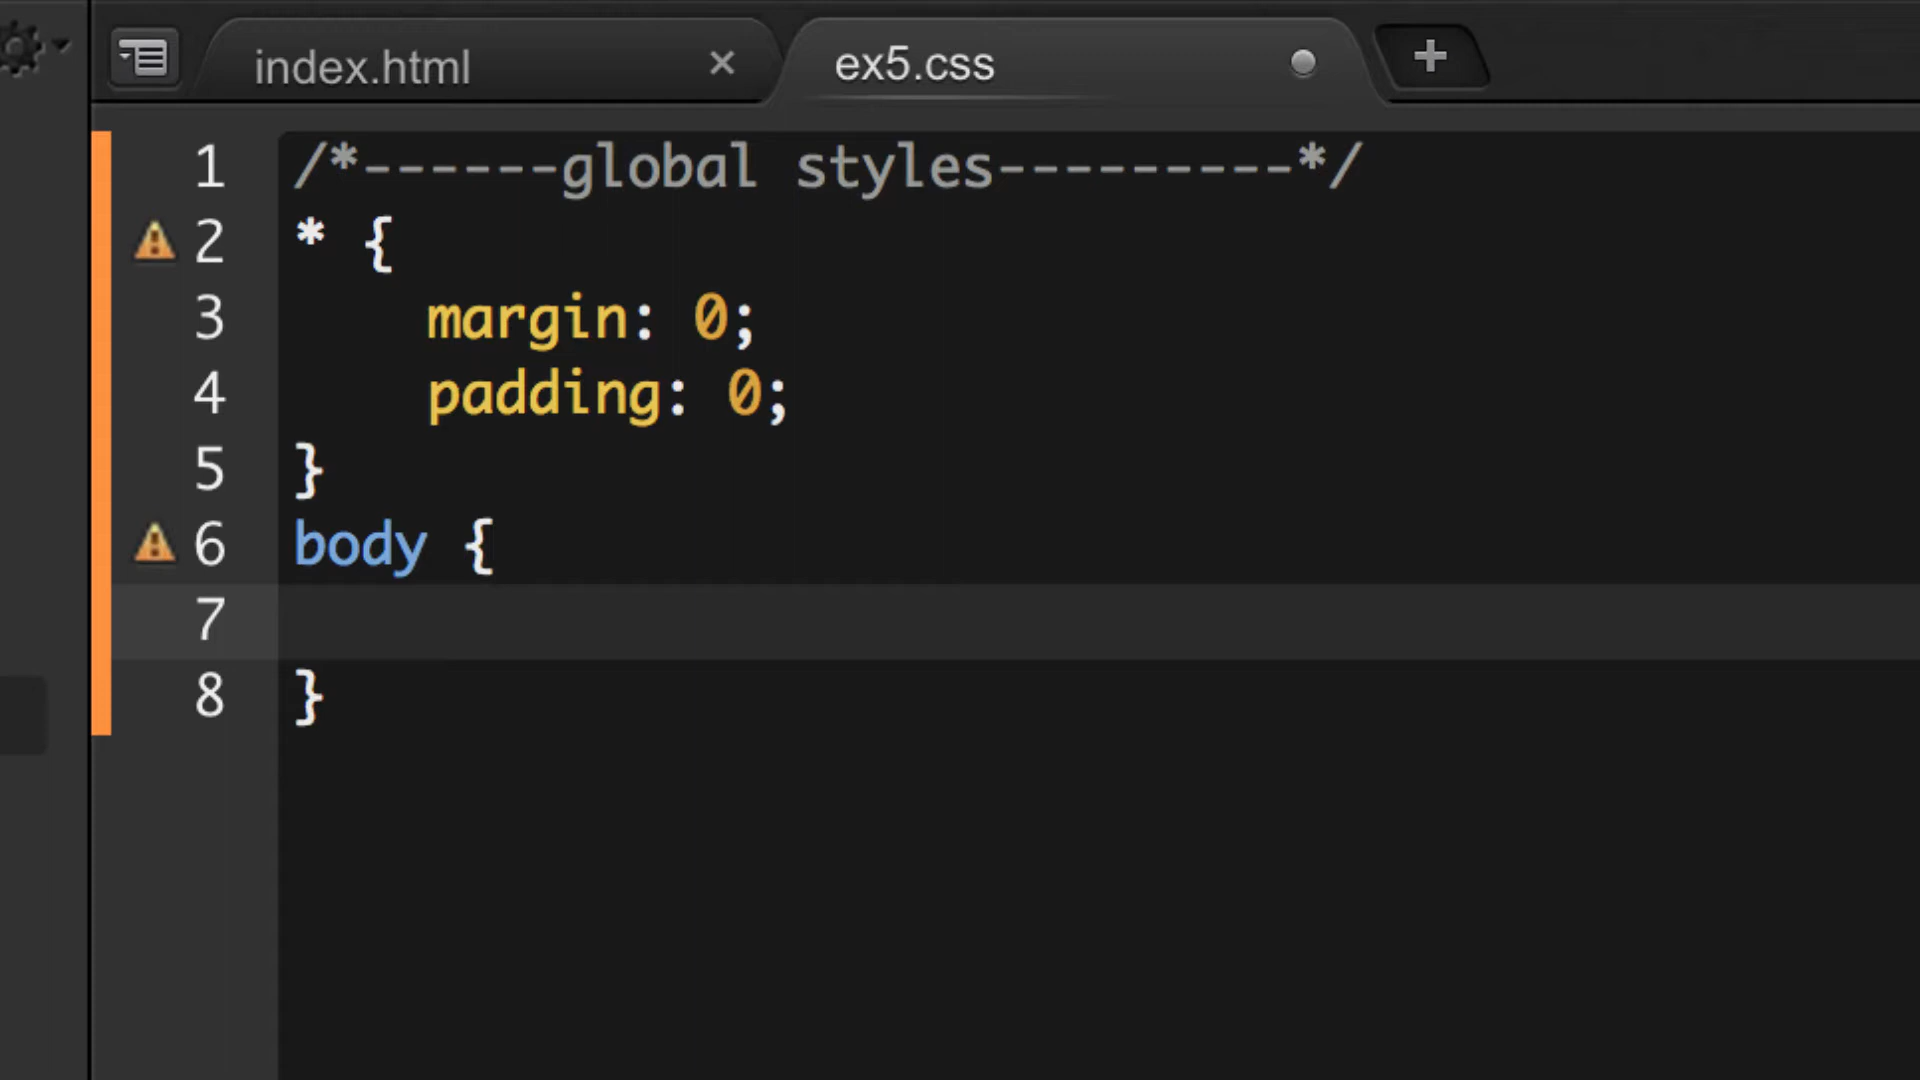 index.html
ex5.css
1 /*------global styles---------*/
2 * {
3 margin: 0;
4 padding: 0;
5 }
6 body {
7
8 }